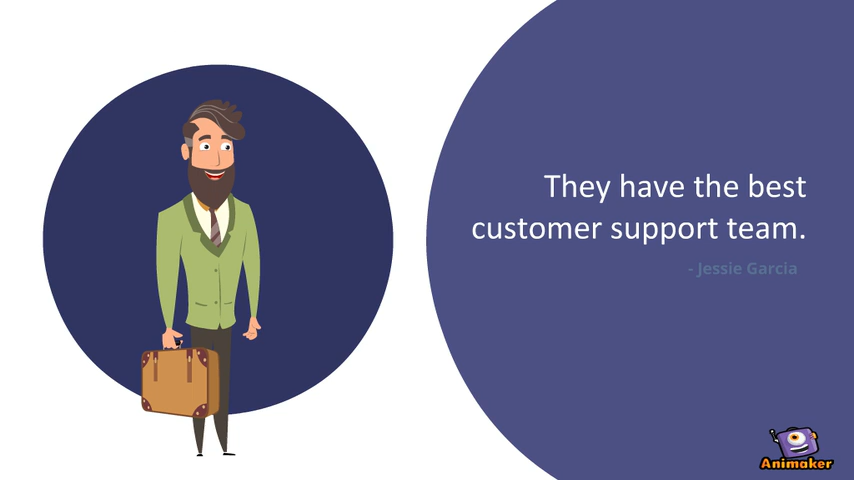 They have the best
customer support team.
- Jessie Garcia
Animaker